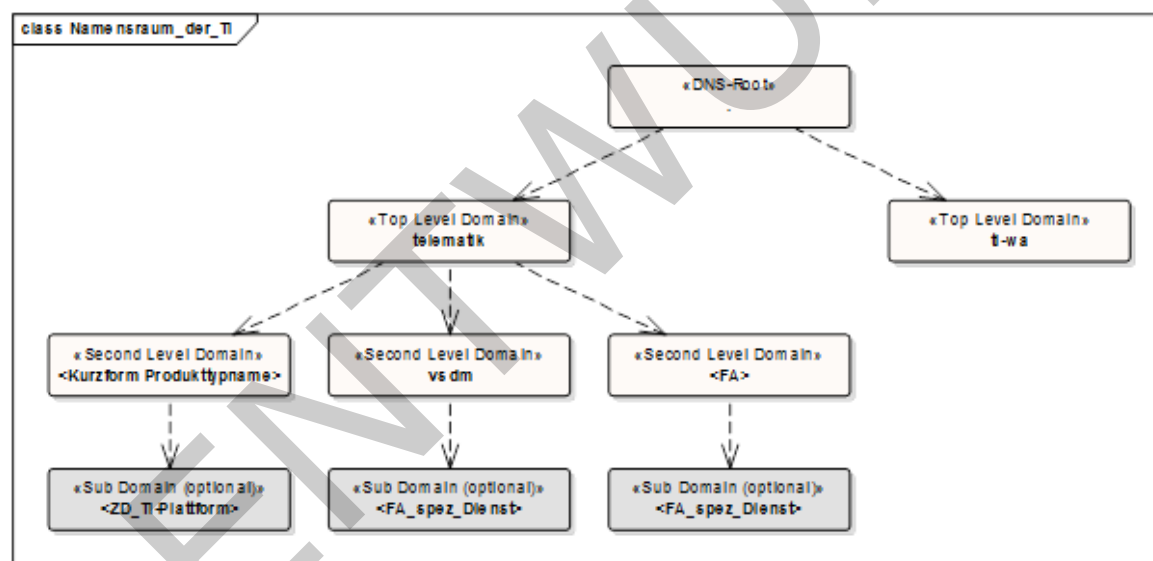 class Namensraum_der_TI
«DNS-Root»
.
«Top Level Domain»
telematik
«Top Level Domain»
ti-wa
«Second Level Domain»
<Kurzform Produkttypname>
«Second Level Domain»
vsdm
«Second Level Domain»
<FA>
«Sub Domain (optional)»
<ZD_TI-Plattform>
«Sub Domain (optional)»
<FA_spez_Dienst>
«Sub Domain (optional)»
<FA_spez_Dienst>
ENTWU